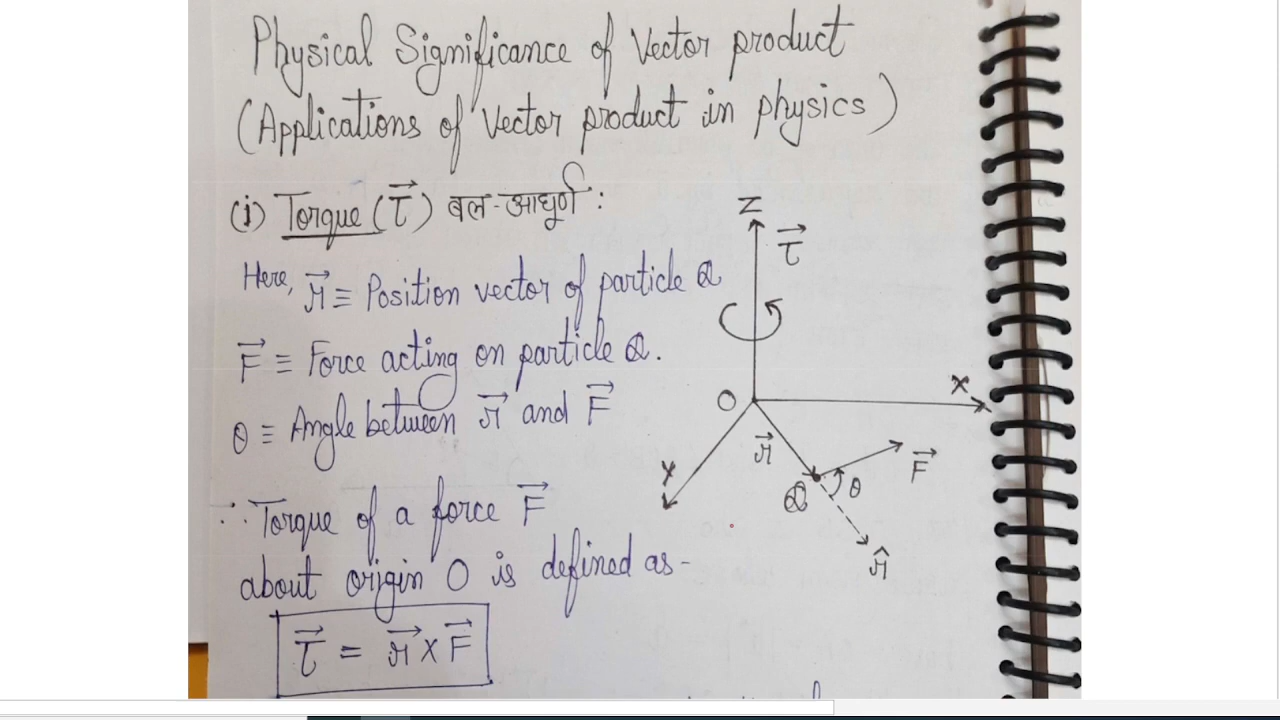 Physical Significance of Vector product
(Applications of Vector product in physics)
(i) Torque (τ⃗) बल-आघूर्ण :
Here, r⃗ ≡ Position vector of particle Q
F⃗ ≡ Force acting on particle Q.
θ ≡ Angle between r⃗ and F⃗
∴ Torque of a force F⃗
about origin O is defined as -
τ⃗ = r⃗ × F⃗
Z
τ⃗
O
X
r⃗
F⃗
Y
Q
θ
r̂